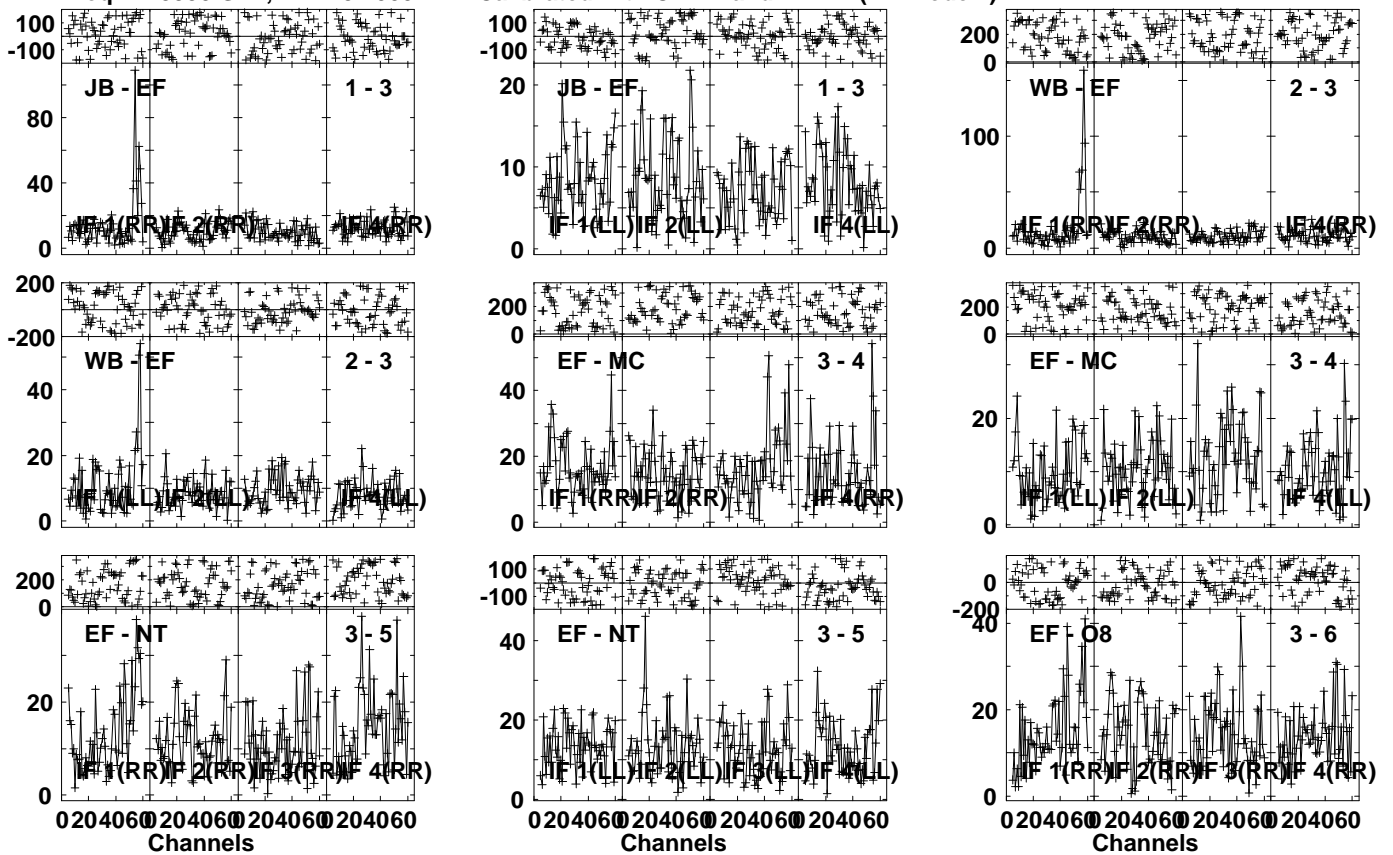 100 100 200
-100 -100 0
JB - EF 1 - 3 JB - EF 1 - 3 WB - EF 2 - 3
80 20 100
40 10
0 0 0
IF 1(RR) IF 2(RR) IF 4(RR) IF 1(LL) IF 2(LL) IF 4(LL) IF 1(RR) IF 2(RR) IF 4(RR)
200 200 200
-200 0 0
WB - EF 2 - 3 EF - MC 3 - 4 EF - MC 3 - 4
40 40 20
20 20
0 0 0
IF 1(LL) IF 2(LL) IF 4(LL) IF 1(RR) IF 2(RR) IF 4(RR) IF 1(LL) IF 2(LL) IF 4(LL)
200 100 0
0 -100 -200
EF - NT 3 - 5 EF - NT 3 - 5 EF - O8 3 - 6
20 40 40
0 20 20
0 0
IF 1(RR) IF 2(RR) IF 3(RR) IF 4(RR) IF 1(LL) IF 2(LL) IF 3(LL) IF 4(LL) IF 1(RR) IF 2(RR) IF 3(RR) IF 4(RR)
0 20 40 60 0 20 40 60 0 20 40 60 0 20 40 60 0 20 40 60 0 20 40 60 0 20 40 60 0 20 40 60 0 20 40 60 0 20 40 60 0 20 40 60 0 20 40 60
Channels Channels Channels